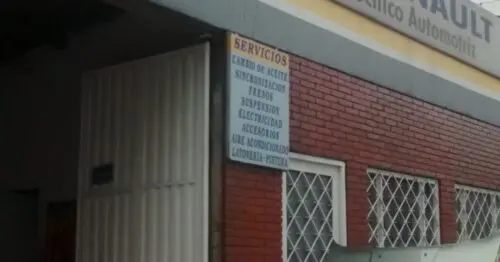 NAULT
cnico Automotriz
SERVICIOS
CAMBIO DE ACEITE
SINCRONIZACION
FRENOS
SUSPENSION
ELECTRICIDAD
ACCESORIOS
AIRE ACONDICIONADO
LATONERIA - PINTURA